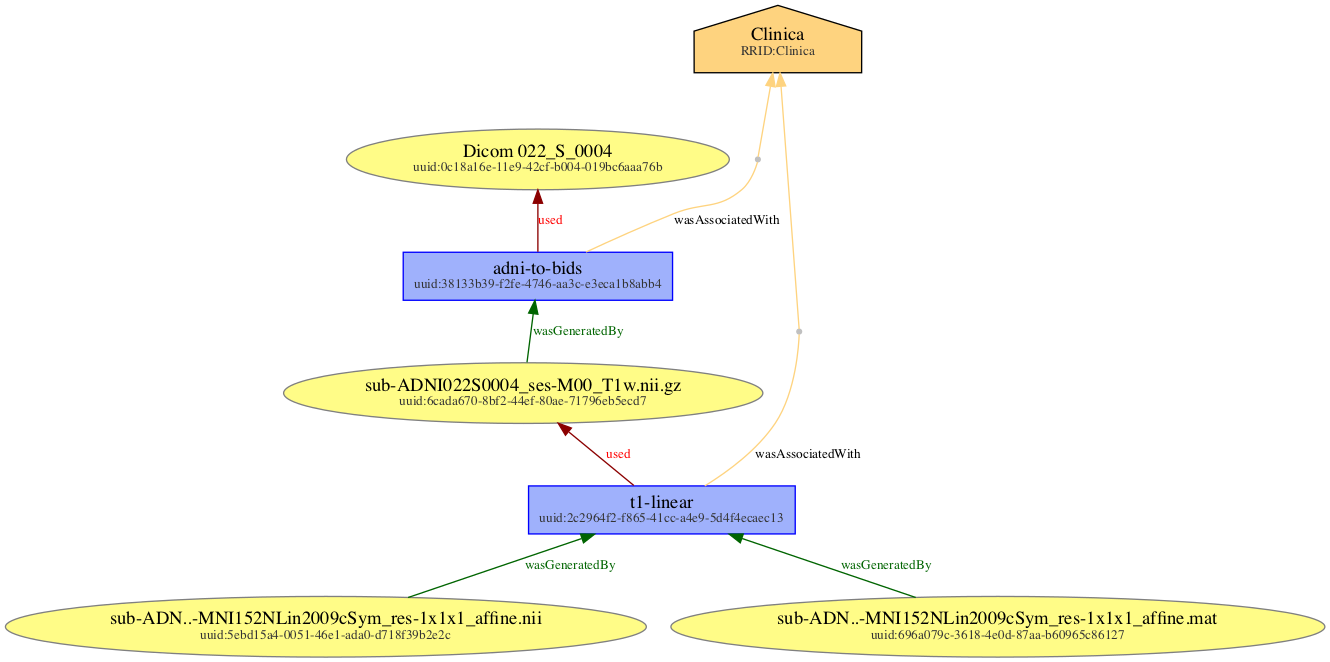 Clinica
RRID:Clinica
Dicom 022_S_0004
uuid:0c18a16e-11e9-42cf-b004-019bc6aaa76b
used
wasAssociatedWith
adni-to-bids
uuid:38133b39-f2fe-4746-aa3c-e3eca1b8abb4
wasGeneratedBy
sub-ADNI022S0004_ses-M00_T1w.nii.gz
uuid:6cada670-8bf2-44ef-80ae-71796eb5ecd7
used
wasAssociatedWith
t1-linear
uuid:2c2964f2-f865-41cc-a4e9-5d4f4ecaec13
wasGeneratedBy
wasGeneratedBy
sub-ADN..-MNI152NLin2009cSym_res-1x1x1_affine.nii
uuid:5ebd15a4-0051-46e1-ada0-d718f39b2e2c
sub-ADN..-MNI152NLin2009cSym_res-1x1x1_affine.mat
uuid:696a079c-3618-4e0d-87aa-b60965c86127